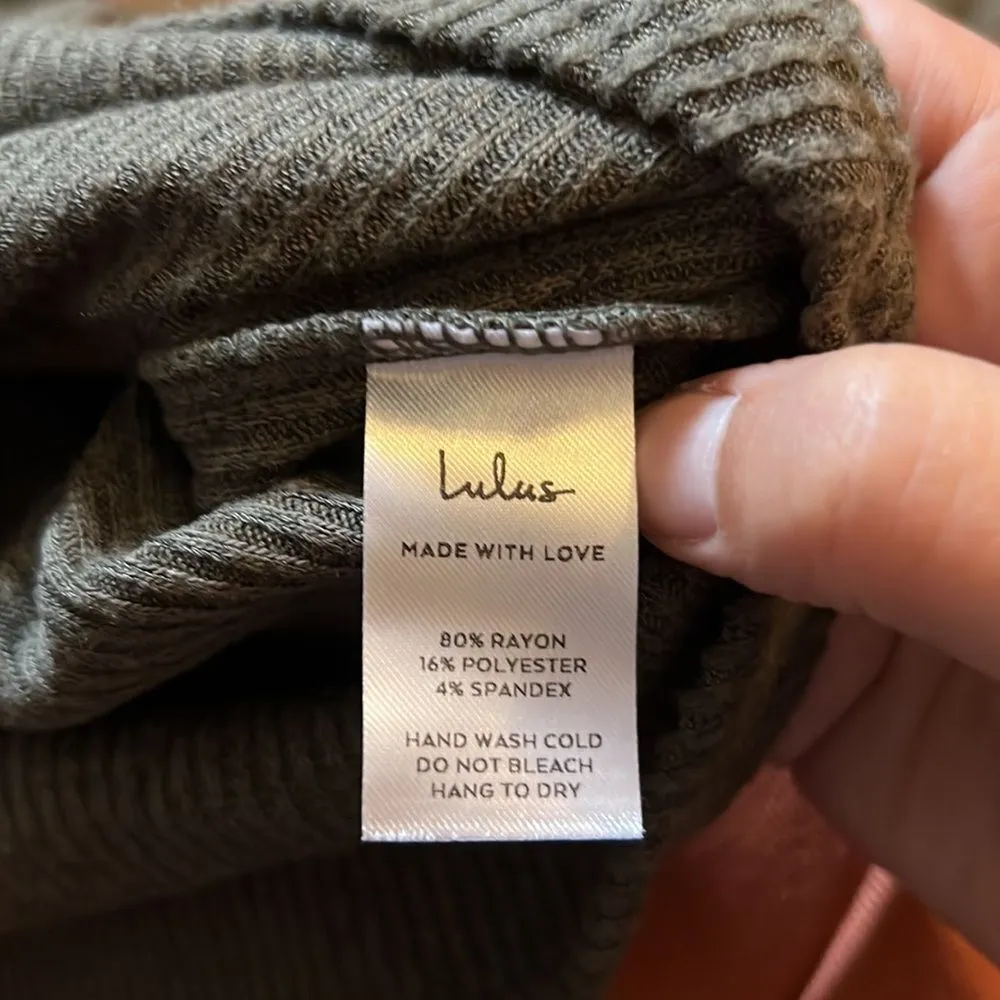 Lulus
MADE WITH LOVE
80% RAYON
16% POLYESTER
4% SPANDEX
HAND WASH COLD
DO NOT BLEACH
HANG TO DRY